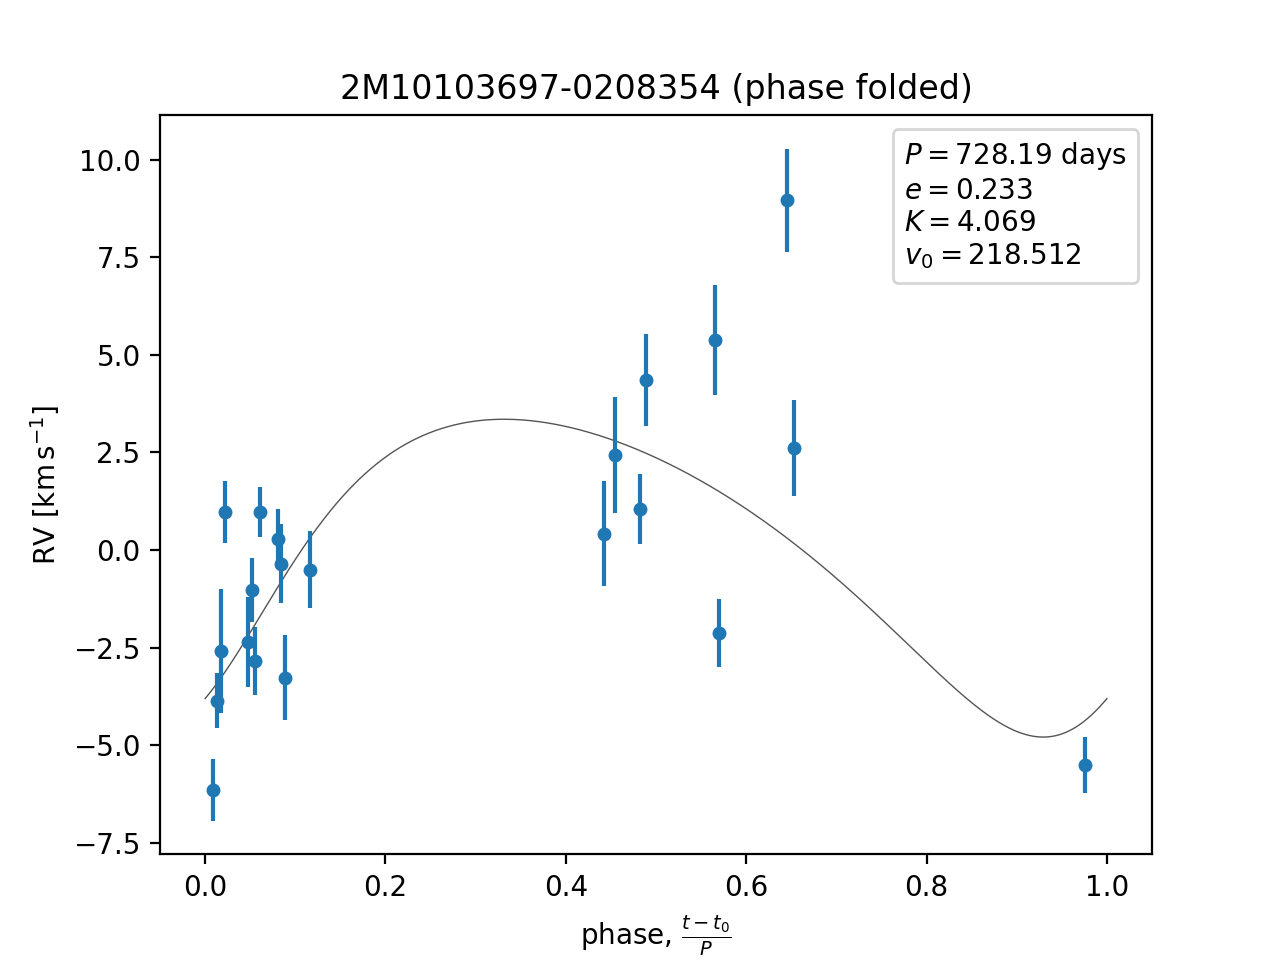 2M10103697-0208354 (phase folded)
P = 728.19 days
e = 0.233
K = 4.069
v₀ = 218.512
10.0
7.5
5.0
2.5
0.0
−2.5
−5.0
−7.5
RV [km s⁻¹]
0.0 0.2 0.4 0.6 0.8 1.0
phase, (t − t₀)/P